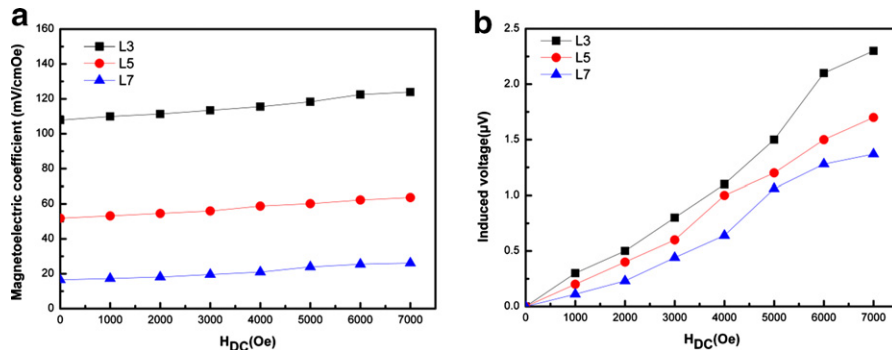 a
L3
L5
L7
Magnetoelectric coefficient (mV/cmOe)
160
140
120
100
80
60
40
20
0
0 1000 2000 3000 4000 5000 6000 7000
HDC(Oe)
b
L3
L5
L7
Induced voltage(µV)
2.5
2.0
1.5
1.0
0.5
0.0
0 1000 2000 3000 4000 5000 6000 7000
HDC(Oe)